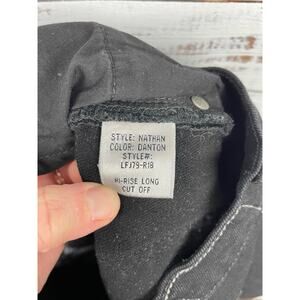 STYLE: NATHAN
COLOR: DANTON
STYLE#:
LFJ79-R18
HI-RISE LONG
CUT OFF